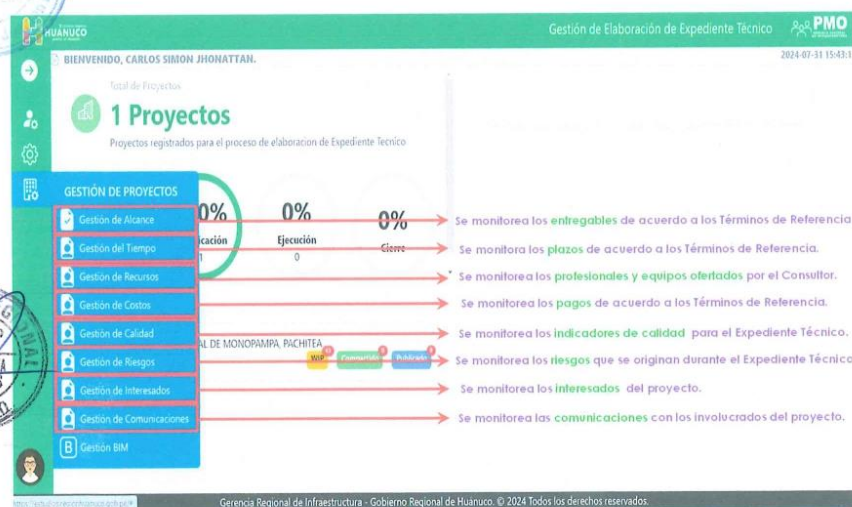 HUÁNUCO
Gestión de Elaboración de Expediente Técnico
PMO
BIENVENIDO, CARLOS SIMON JHONATTAN.
2024-07-31 15:43:1
Total de Proyectos
1 Proyectos
Proyectos registrados para el proceso de elaboracion de Expediente Tecnico
GESTIÓN DE PROYECTOS
Gestión de Alcance
Gestión del Tiempo
Gestión de Recursos
Gestión de Costos
Gestión de Calidad
Gestión de Riesgos
Gestión de Interesados
Gestión de Comunicaciones
B Gestión BIM
0%
icación
1
0%
Ejecución
0
0%
Cierre
AL DE MONOPAMPA, PACHITEA
WIP
Compartido
Publicado
Se monitorea los entregables de acuerdo a los Términos de Referencia
Se monitora los plazos de acuerdo a los Términos de Referencia.
Se monitorea los profesionales y equipos ofertados por el Consultor.
Se monitorea los pagos de acuerdo a los Términos de Referencia.
Se monitorea los indicadores de calidad para el Expediente Técnico.
Se monitorea los riesgos que se originan durante el Expediente Técnico
Se monitorea los interesados del proyecto.
Se monitorea las comunicaciones con los involucrados del proyecto.
Gerencia Regional de Infraestructura - Gobierno Regional de Huánuco. © 2024 Todos los derechos reservados.